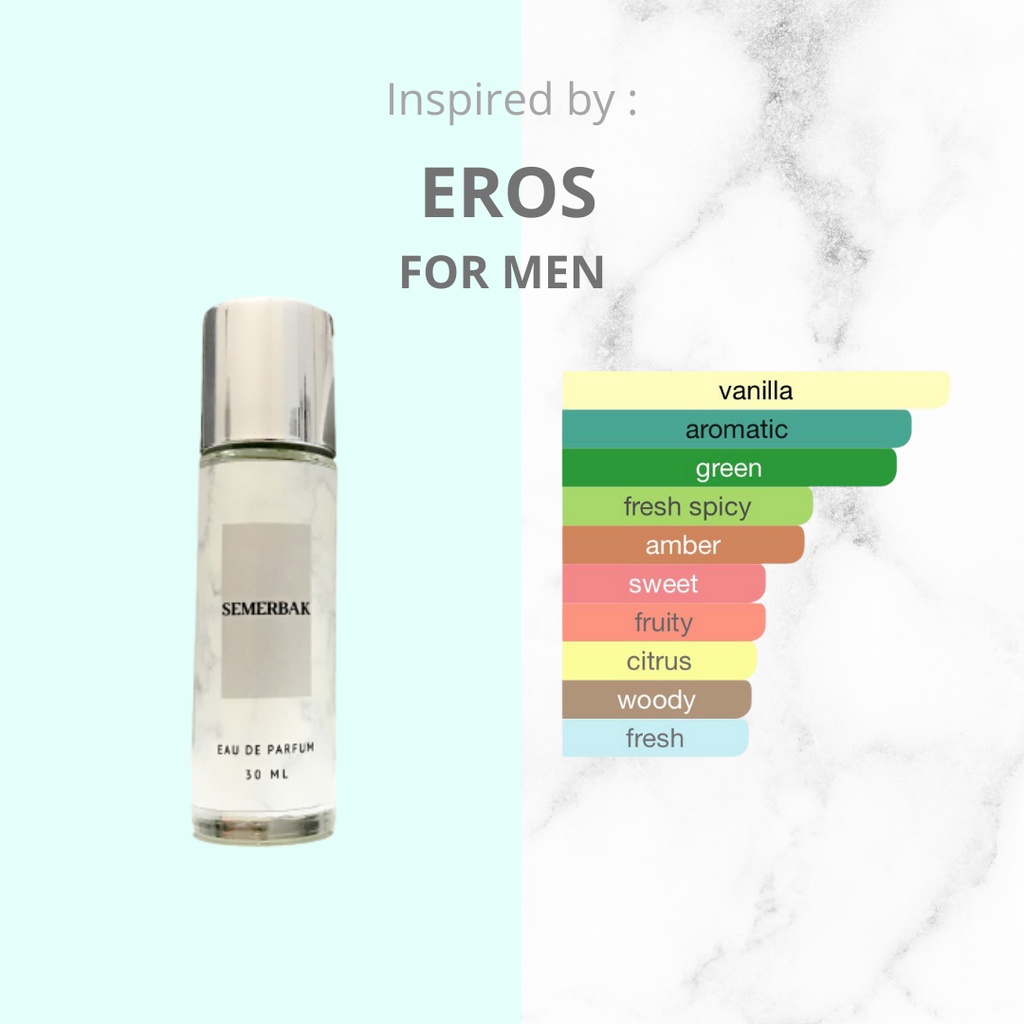 Inspired by :
EROS
FOR MEN
SEMERBAK
EAU DE PARFUM
30 ML
vanilla
aromatic
green
fresh spicy
amber
sweet
fruity
citrus
woody
fresh